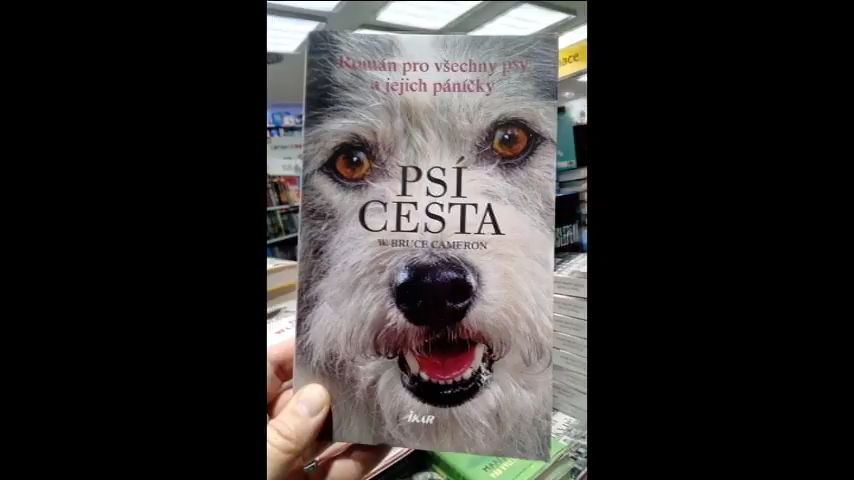 Román pro všechny psy
a jejich páníčky
PSÍ
CESTA
W. BRUCE CAMERON
IKAR